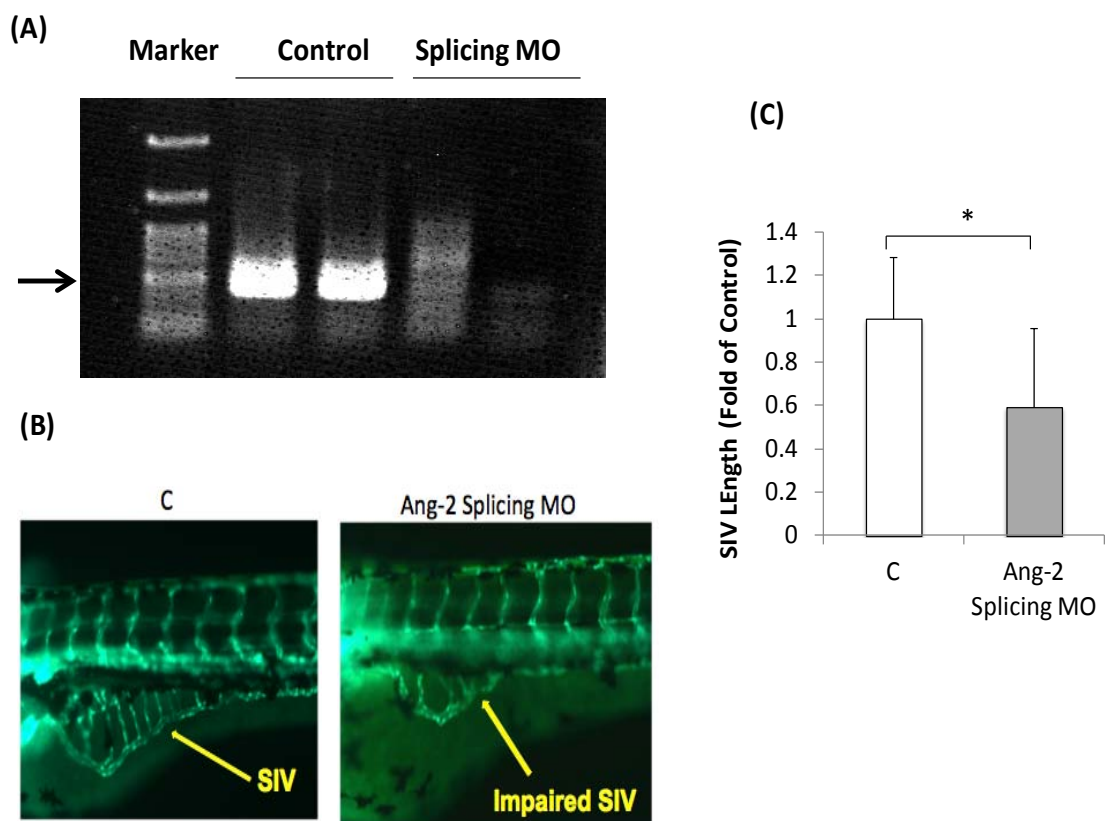 (A)
Marker Control Splicing MO
(B)
C
SIV
Ang-2 Splicing MO
Impaired SIV
(C)
*
SIV LEngth (Fold of Control)
1.4
1.2
1
0.8
0.6
0.4
0.2
0
C
Ang-2
Splicing MO